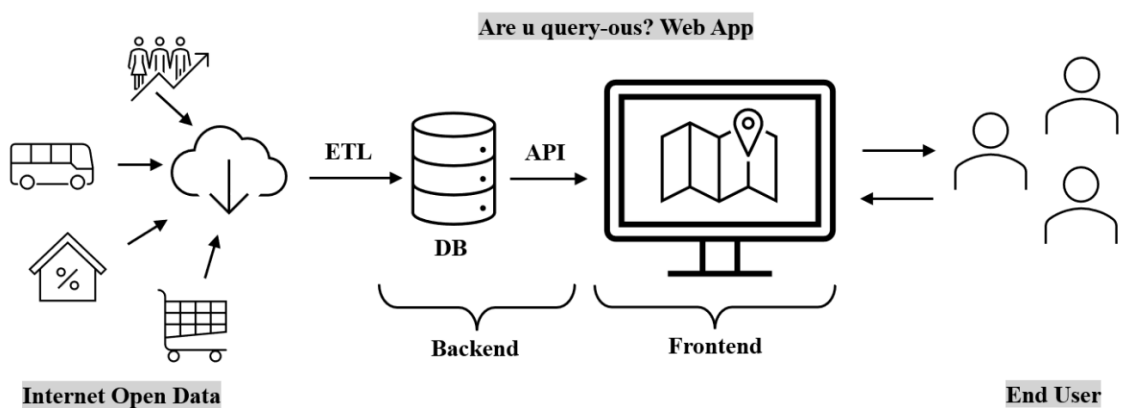 Are u query-ous? Web App
%
ETL
API
DB
Backend
Frontend
Internet Open Data
End User